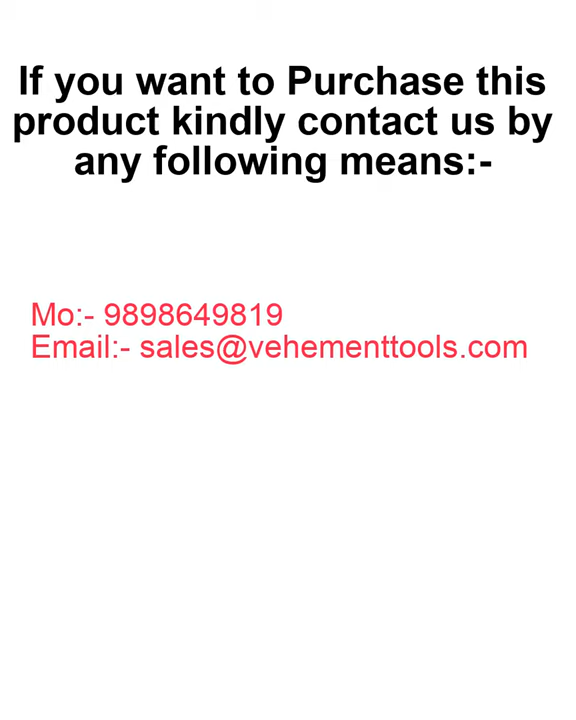 If you want to Purchase this
product kindly contact us by
any following means:-
Mo:- 9898649819
Email:- sales@vehementtools.com